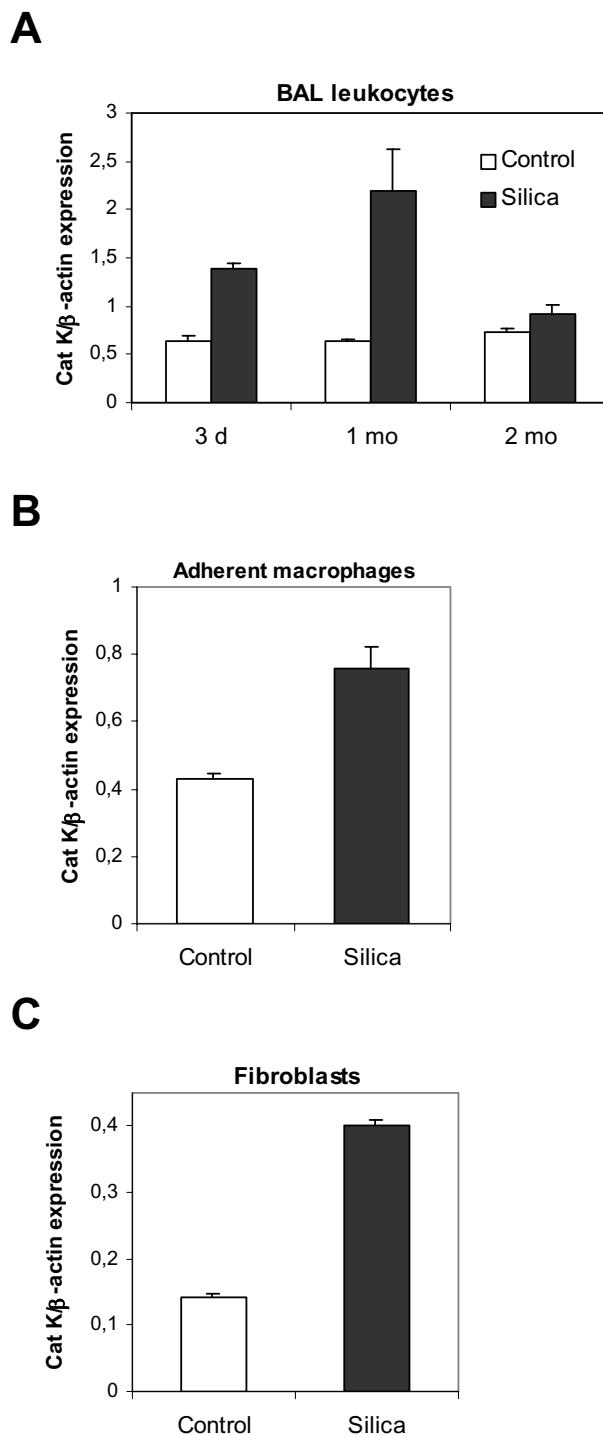 A
BAL leukocytes
Cat K/β-actin expression
3
2,5
2
1,5
1
0,5
0
Control
Silica
3 d 1 mo 2 mo
B
Adherent macrophages
Cat K/β-actin expression
1
0,8
0,6
0,4
0,2
0
Control Silica
C
Fibroblasts
Cat K/β-actin expression
0,4
0,3
0,2
0,1
0
Control Silica